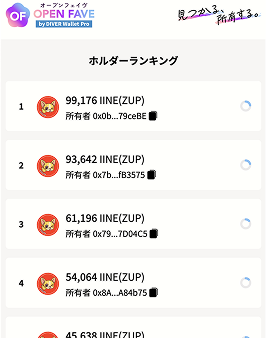 オープンフェイヴ
OF OPEN FAVE
by DIVER Wallet Pro
見つかる、
所有する。
ホルダーランキング
1
99,176 IINE(ZUP)
所有者 0x0b...79ceBE
2
93,642 IINE(ZUP)
所有者 0x7b...fB3575
3
61,196 IINE(ZUP)
所有者 0x79...7D04C5
4
54,064 IINE(ZUP)
所有者 0x8A...A84b75
45,638 IINE(ZUP)